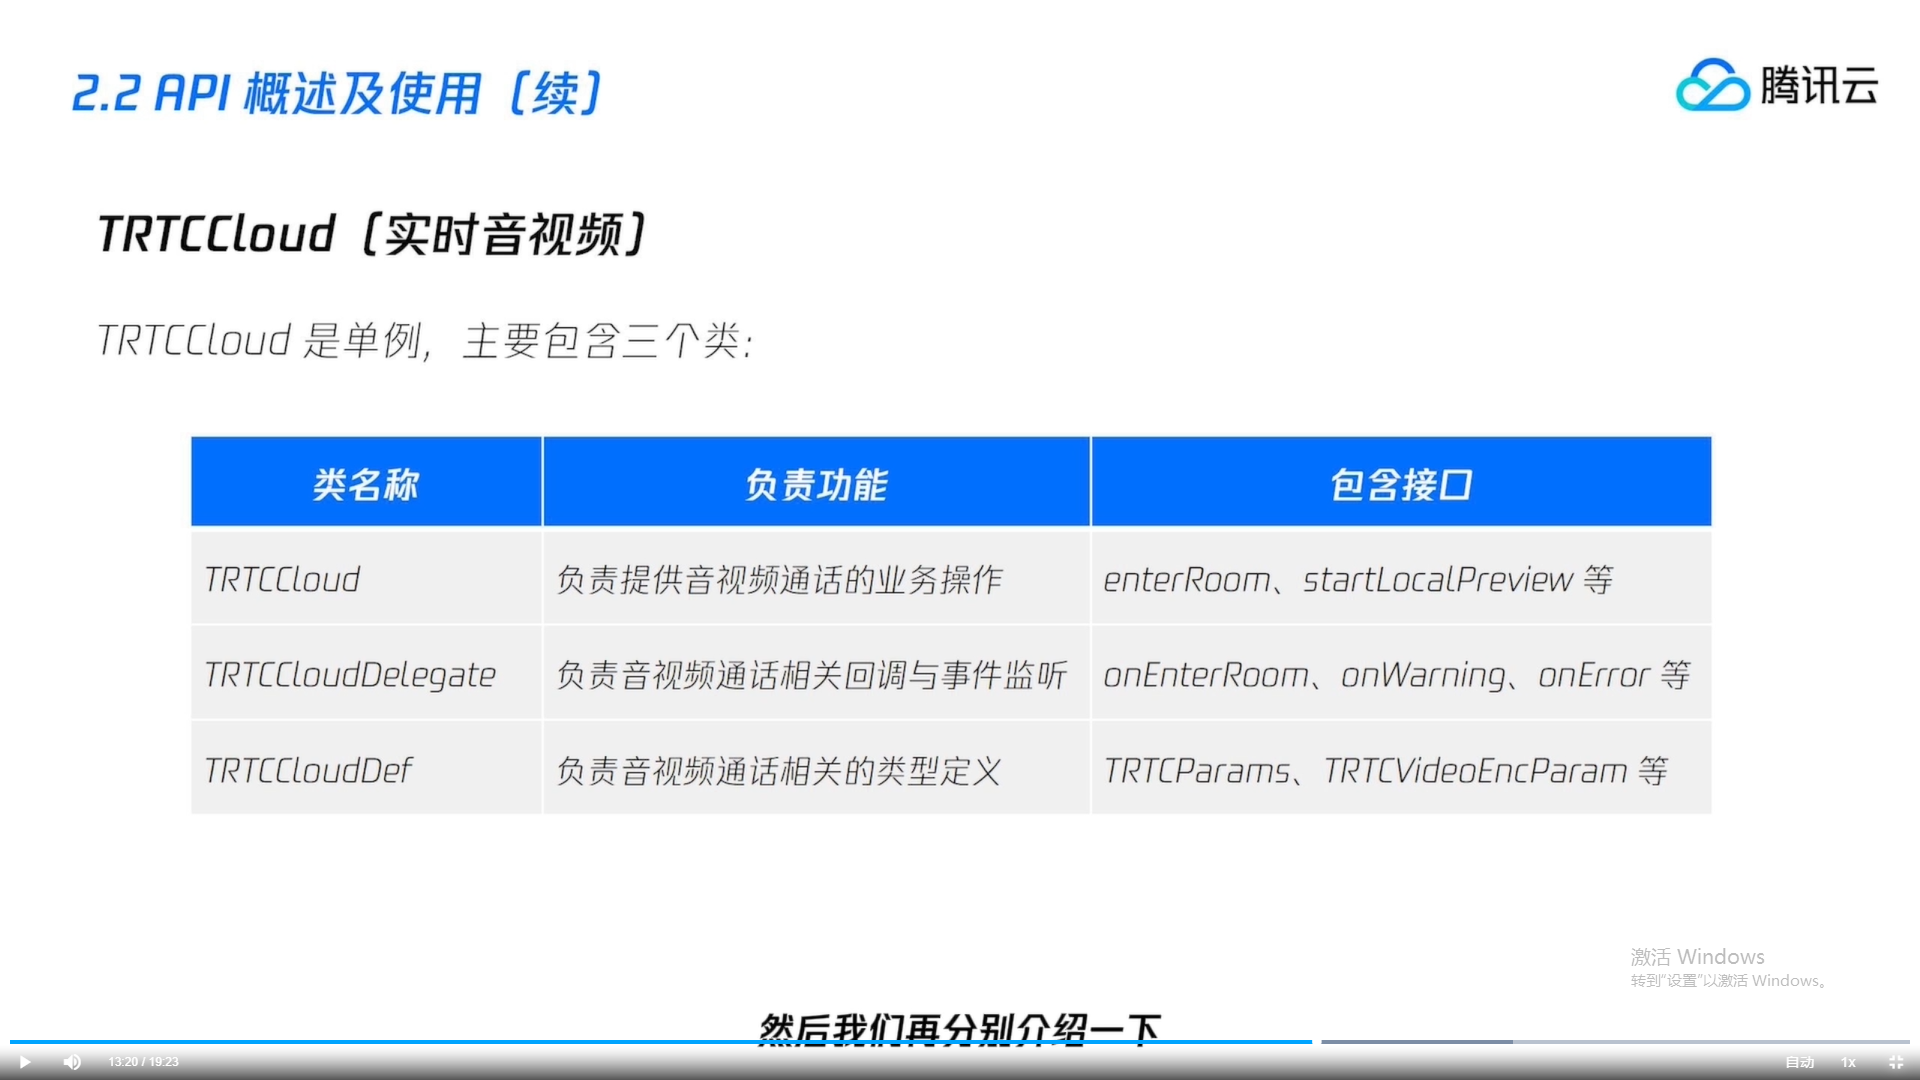 2.2 API 概述及使用（续）
腾讯云
TRTCCloud（实时音视频）
TRTCCloud 是单例，主要包含三个类：
类名称 负责功能 包含接口
TRTCCloud 负责提供音视频通话的业务操作 enterRoom、startLocalPreview 等
TRTCCloudDelegate 负责音视频通话相关回调与事件监听 onEnterRoom、onWarning、onError 等
TRTCCloudDef 负责音视频通话相关的类型定义 TRTCParams、TRTCVideoEncParam 等
激活 Windows
转到“设置”以激活 Windows。
然后我们再分别介绍一下
13:20 / 19:23 自动 1x